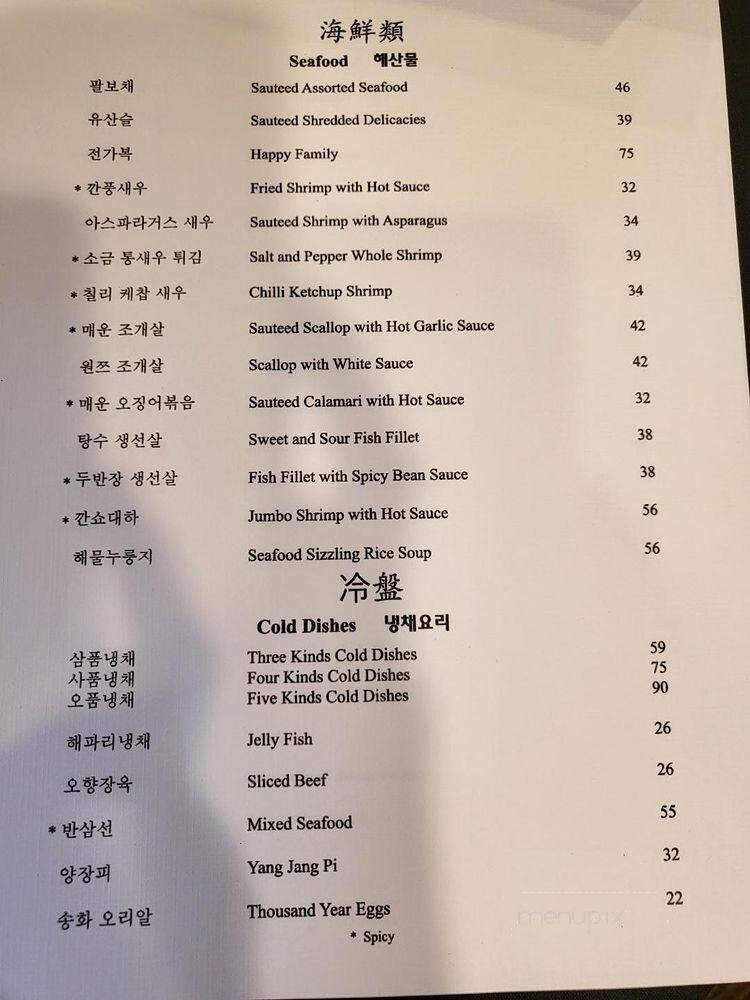 海鮮類
Seafood 해산물
팔보채 Sauteed Assorted Seafood 46
유산슬 Sauteed Shredded Delicacies 39
전가복 Happy Family 75
* 깐풍새우 Fried Shrimp with Hot Sauce 32
아스파라거스 새우 Sauteed Shrimp with Asparagus 34
* 소금 통새우 튀김 Salt and Pepper Whole Shrimp 39
* 칠리 케찹 새우 Chilli Ketchup Shrimp 34
* 매운 조개살 Sauteed Scallop with Hot Garlic Sauce 42
원쯔 조개살 Scallop with White Sauce 42
* 매운 오징어볶음 Sauteed Calamari with Hot Sauce 32
탕수 생선살 Sweet and Sour Fish Fillet 38
* 두반장 생선살 Fish Fillet with Spicy Bean Sauce 38
* 깐쇼대하 Jumbo Shrimp with Hot Sauce 56
해물누룽지 Seafood Sizzling Rice Soup 56
冷盤
Cold Dishes 냉채요리
삼품냉채 Three Kinds Cold Dishes 59
사품냉채 Four Kinds Cold Dishes 75
오품냉채 Five Kinds Cold Dishes 90
해파리냉채 Jelly Fish 26
오향장육 Sliced Beef 26
* 반삼선 Mixed Seafood 55
양장피 Yang Jang Pi 32
송화 오리알 Thousand Year Eggs 22
* Spicy
menupix